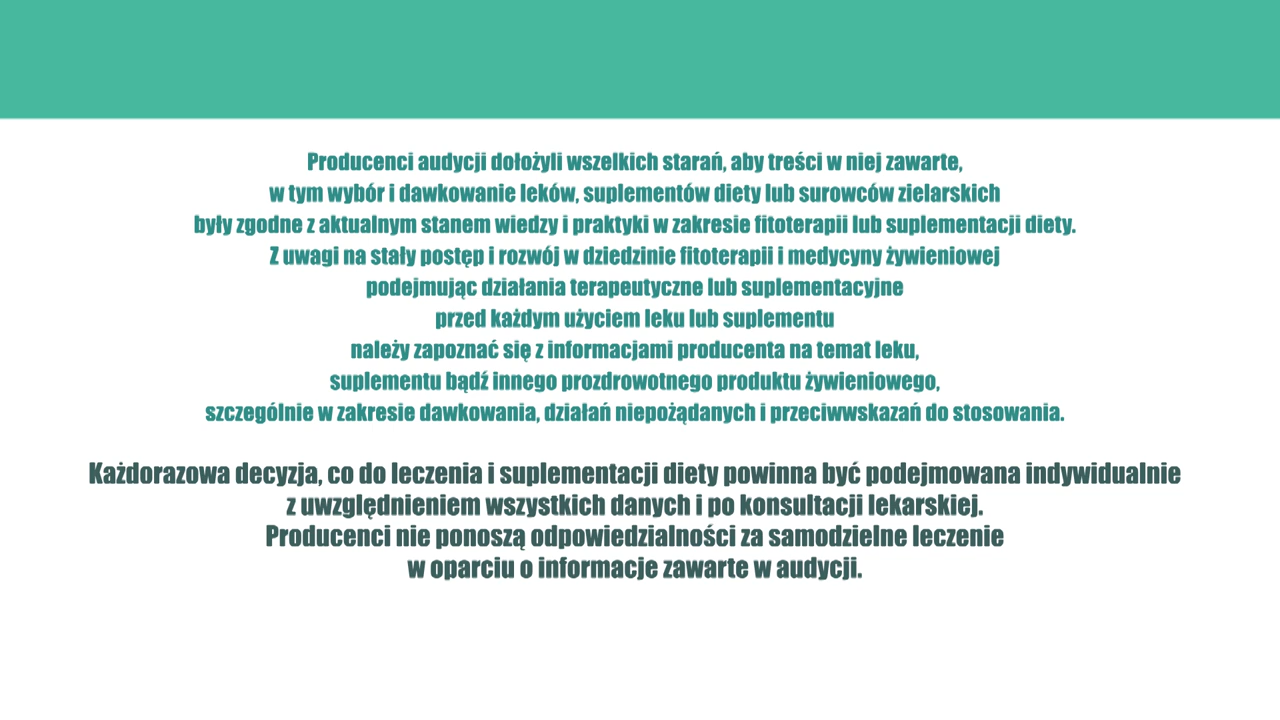 Producenci audycji dołożyli wszelkich starań, aby treści w niej zawarte,
w tym wybór i dawkowanie leków, suplementów diety lub surowców zielarskich
były zgodne z aktualnym stanem wiedzy i praktyki w zakresie fitoterapii lub suplementacji diety.
Z uwagi na stały postęp i rozwój w dziedzinie fitoterapii i medycyny żywieniowej
podejmując działania terapeutyczne lub suplementacyjne
przed każdym użyciem leku lub suplementu
należy zapoznać się z informacjami producenta na temat leku,
suplementu bądź innego prozdrowotnego produktu żywieniowego,
szczególnie w zakresie dawkowania, działań niepożądanych i przeciwwskazań do stosowania.
Każdorazowa decyzja, co do leczenia i suplementacji diety powinna być podejmowana indywidualnie
z uwzględnieniem wszystkich danych i po konsultacji lekarskiej.
Producenci nie ponoszą odpowiedzialności za samodzielne leczenie
w oparciu o informacje zawarte w audycji.